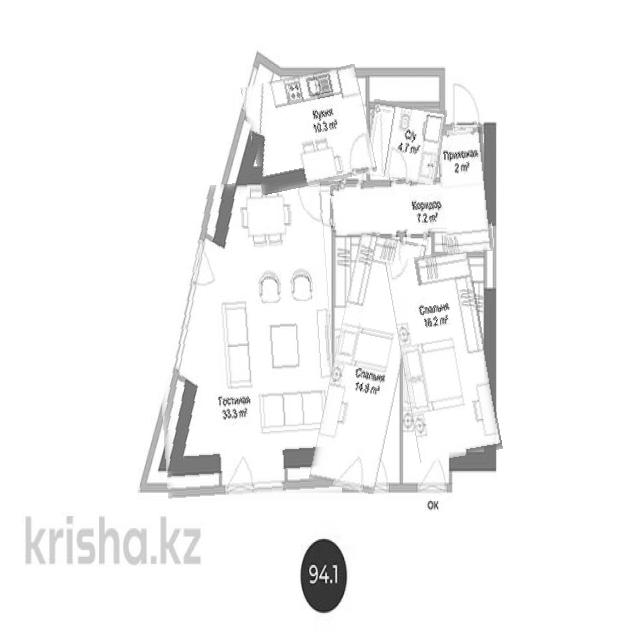 Кухня
10.3 m²
С/у
4.7 m²
Прихожая
2 m²
Коридор
7.2 m²
Спальня
16.2 m²
Спальня
14.8 m²
Гостиная
33.3 m²
ОК
krisha.kz
94.1